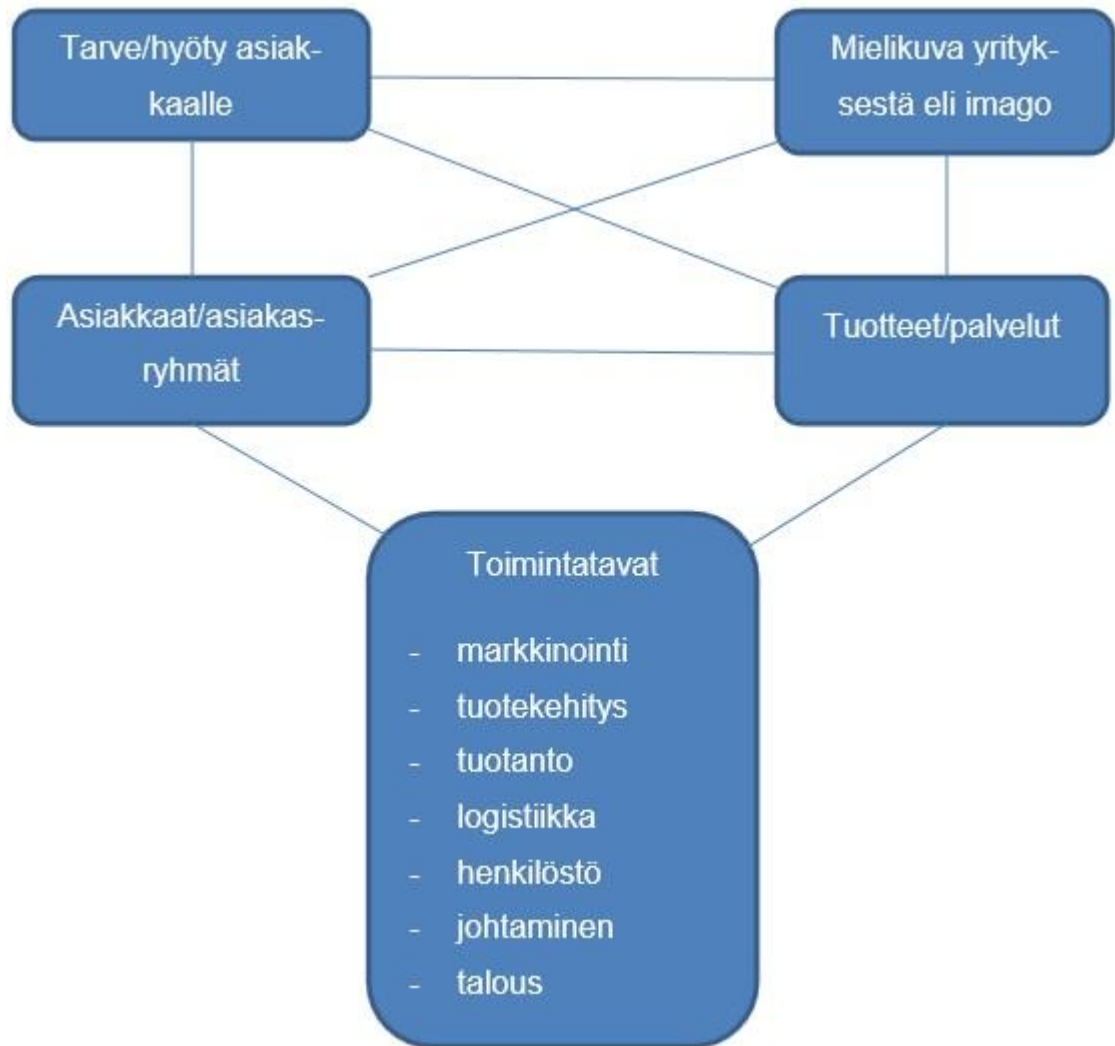 Tarve/hyöty asiak-
kaalle
Mielikuva yrityk-
sestä eli imago
Asiakkaat/asiakas-
ryhmät
Tuotteet/palvelut
Toimintatavat
- markkinointi
- tuotekehitys
- tuotanto
- logistiikka
- henkilöstö
- johtaminen
- talous